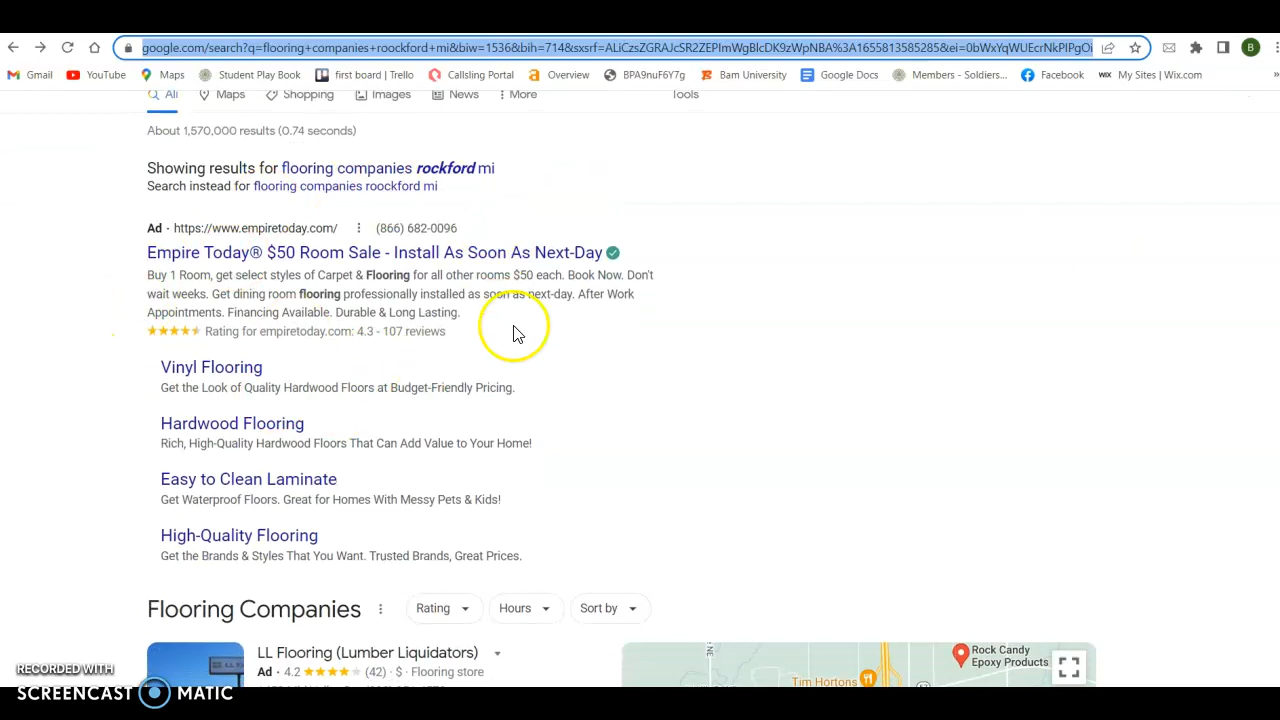 google.com/search?q=flooring+companies+roockford+mi&biw=1536&bih=714&sxsrf=ALiCzsZGRAJcSR2ZEPImWgBlcDK9zWpNBA%3A1655813585285&ei=0bWxYqWUEcrNkPIPgOi
B
Gmail YouTube Maps Student Play Book first board | Trello Callsling Portal Overview BPA9nuF6Y7g Bam University Google Docs Members - Soldiers... Facebook WIX My Sites | Wix.com »
All Maps Shopping Images News More Tools
About 1,570,000 results (0.74 seconds)
Showing results for flooring companies rockford mi
Search instead for flooring companies roockford mi
Ad · https://www.empiretoday.com/ (866) 682-0096
Empire Today® $50 Room Sale - Install As Soon As Next-Day
Buy 1 Room, get select styles of Carpet & Flooring for all other rooms $50 each. Book Now. Don't
wait weeks. Get dining room flooring professionally installed as soon as next-day. After Work
Appointments. Financing Available. Durable & Long Lasting.
Rating for empiretoday.com: 4.3 - 107 reviews
Vinyl Flooring
Get the Look of Quality Hardwood Floors at Budget-Friendly Pricing.
Hardwood Flooring
Rich, High-Quality Hardwood Floors That Can Add Value to Your Home!
Easy to Clean Laminate
Get Waterproof Floors. Great for Homes With Messy Pets & Kids!
High-Quality Flooring
Get the Brands & Styles That You Want. Trusted Brands, Great Prices.
Flooring Companies Rating Hours Sort by
LL Flooring (Lumber Liquidators)
Ad · 4.2 (42) · $ · Flooring store
NE
Rock Candy
Epoxy Products
Tim Hortons
RECORDED WITH
SCREENCAST MATIC